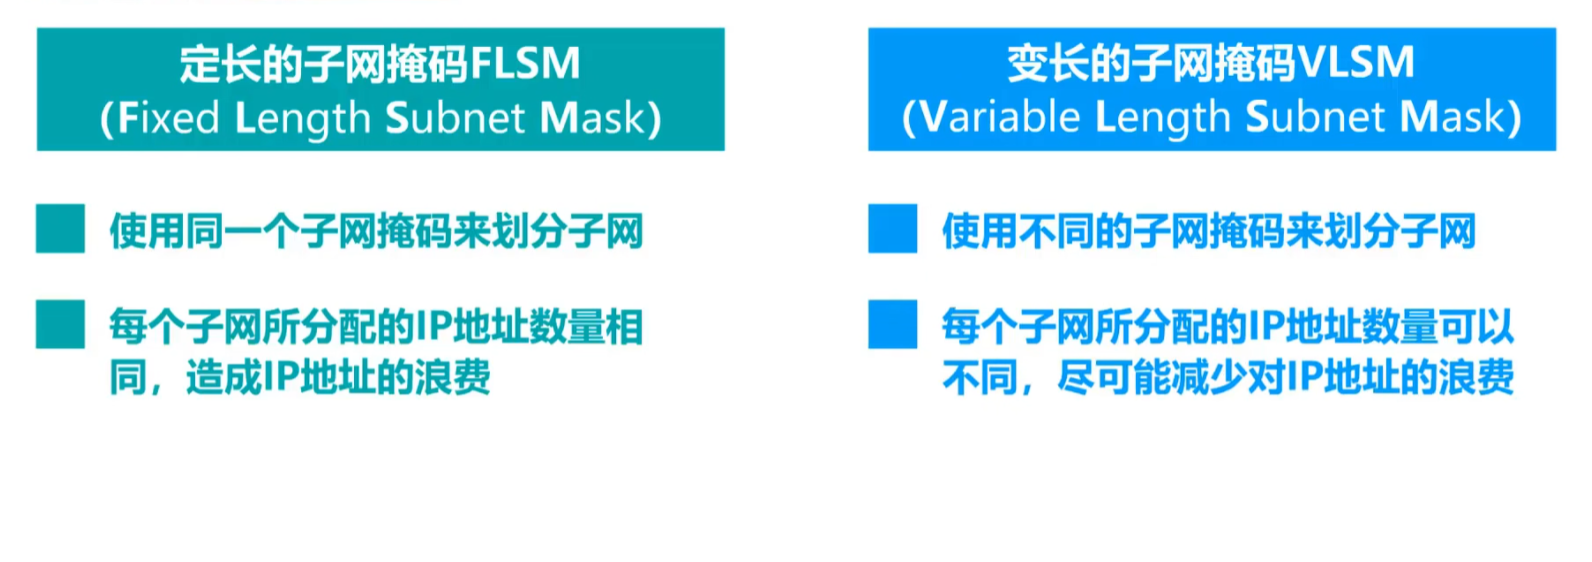 定长的子网掩码FLSM
(Fixed Length Subnet Mask)
使用同一个子网掩码来划分子网
每个子网所分配的IP地址数量相
同，造成IP地址的浪费
变长的子网掩码VLSM
(Variable Length Subnet Mask)
使用不同的子网掩码来划分子网
每个子网所分配的IP地址数量可以
不同，尽可能减少对IP地址的浪费